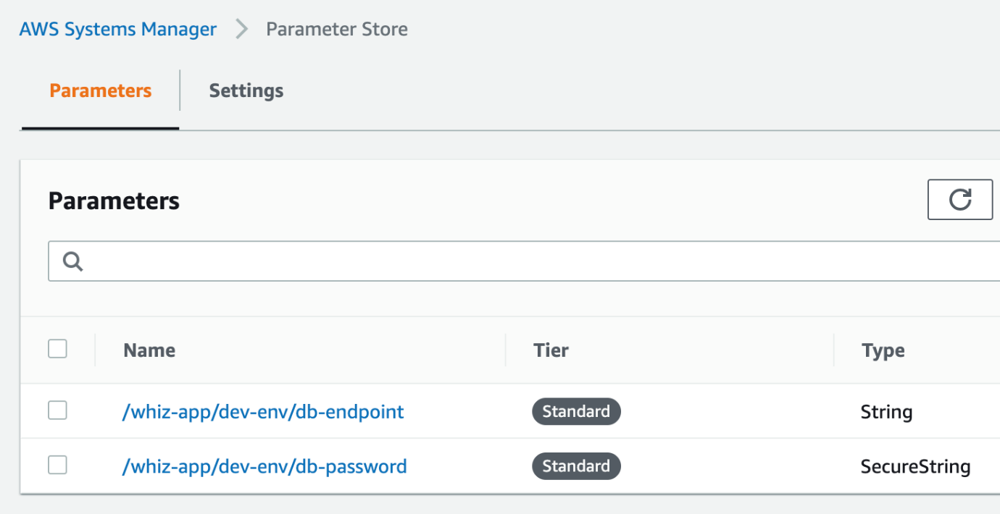 AWS Systems Manager > Parameter Store
Parameters Settings
Parameters
Name Tier Type
/whiz-app/dev-env/db-endpoint Standard String
/whiz-app/dev-env/db-password Standard SecureString